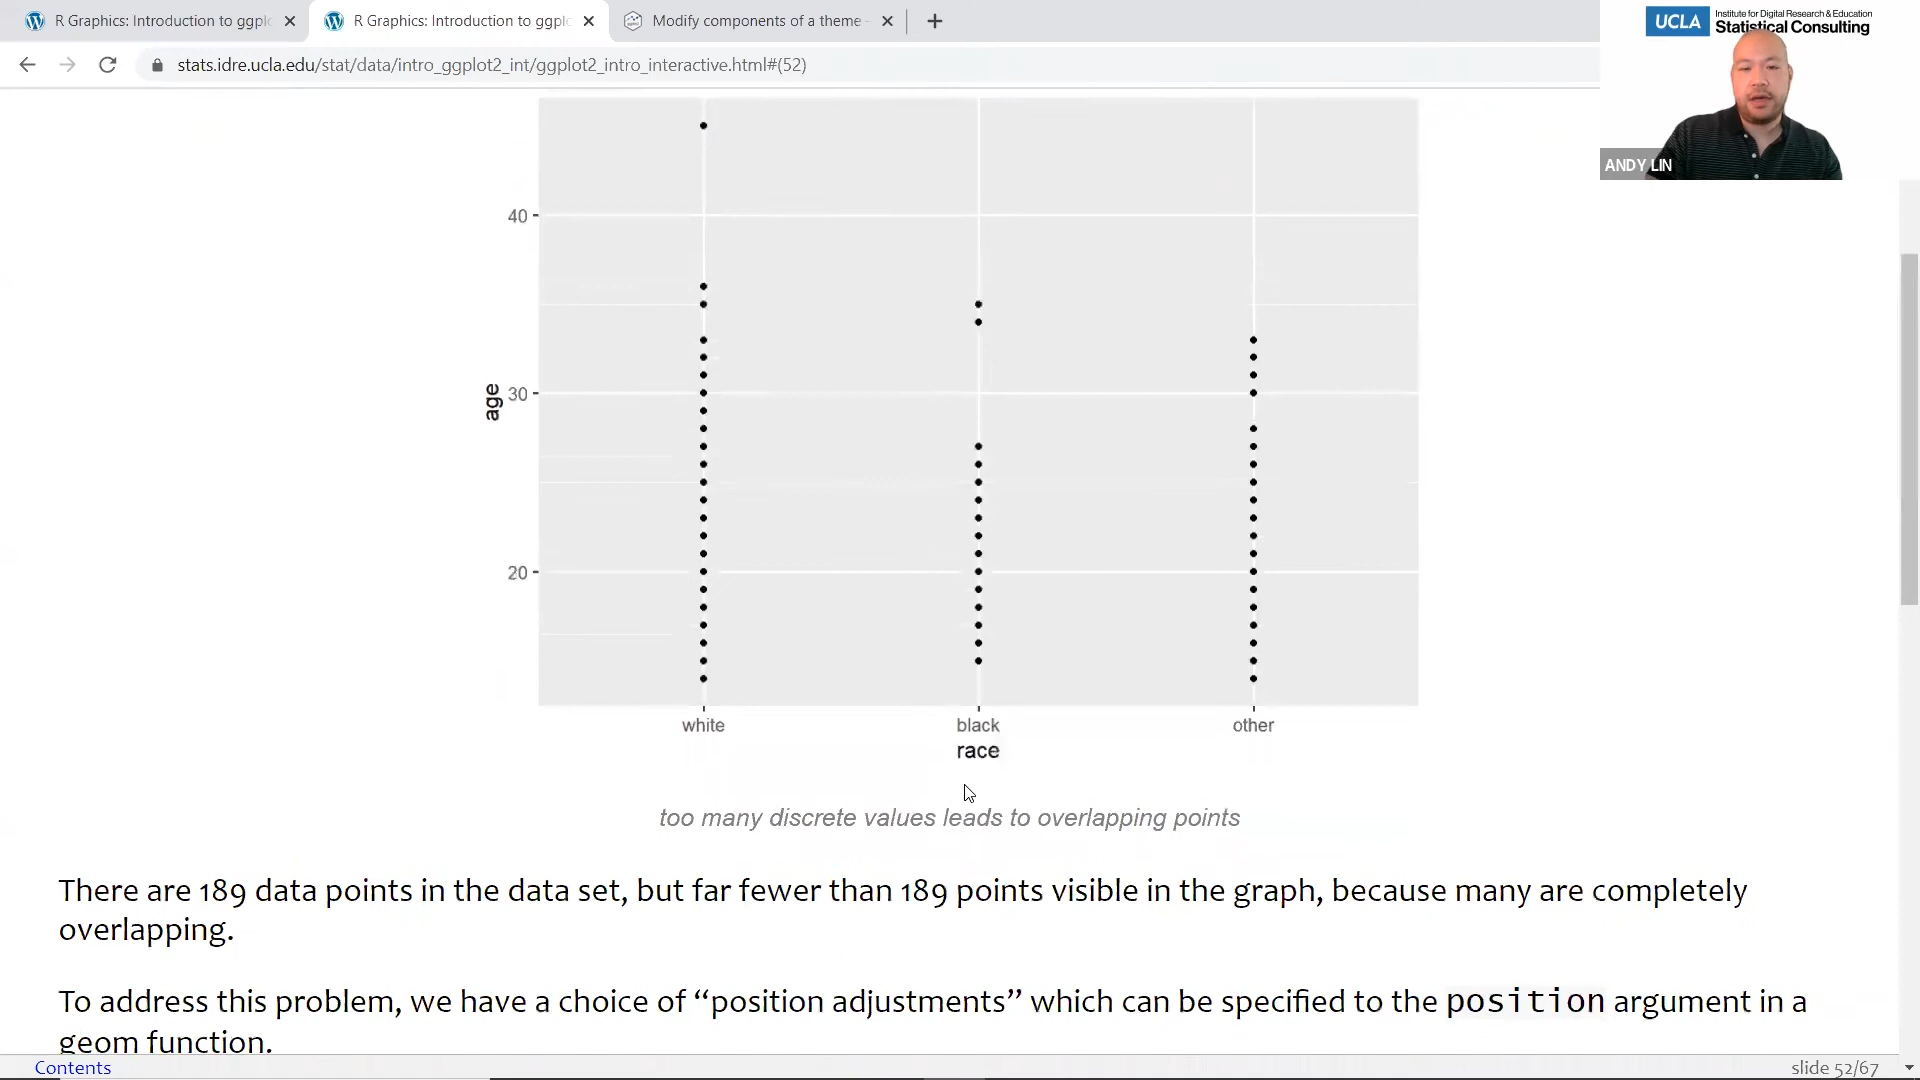 R Graphics: Introduction to ggpl
R Graphics: Introduction to ggpl
Modify components of a theme
UCLA
Institute for Digital Research & Education
Statistical Consulting
stats.idre.ucla.edu/stat/data/intro_ggplot2_int/ggplot2_intro_interactive.html#(52)
ANDY LIN
40
30
20
age
white
black
other
race
too many discrete values leads to overlapping points
There are 189 data points in the data set, but far fewer than 189 points visible in the graph, because many are completely
overlapping.
To address this problem, we have a choice of “position adjustments” which can be specified to the position argument in a
geom function.
Contents
slide 52/67